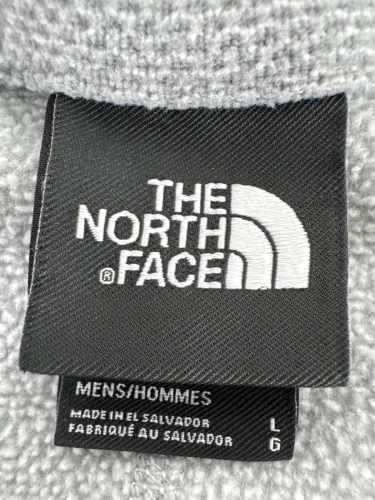 THE
NORTH
® FACE
MENS/HOMMES
MADE IN EL SALVADOR L
FABRIQUÉ AU SALVADOR G